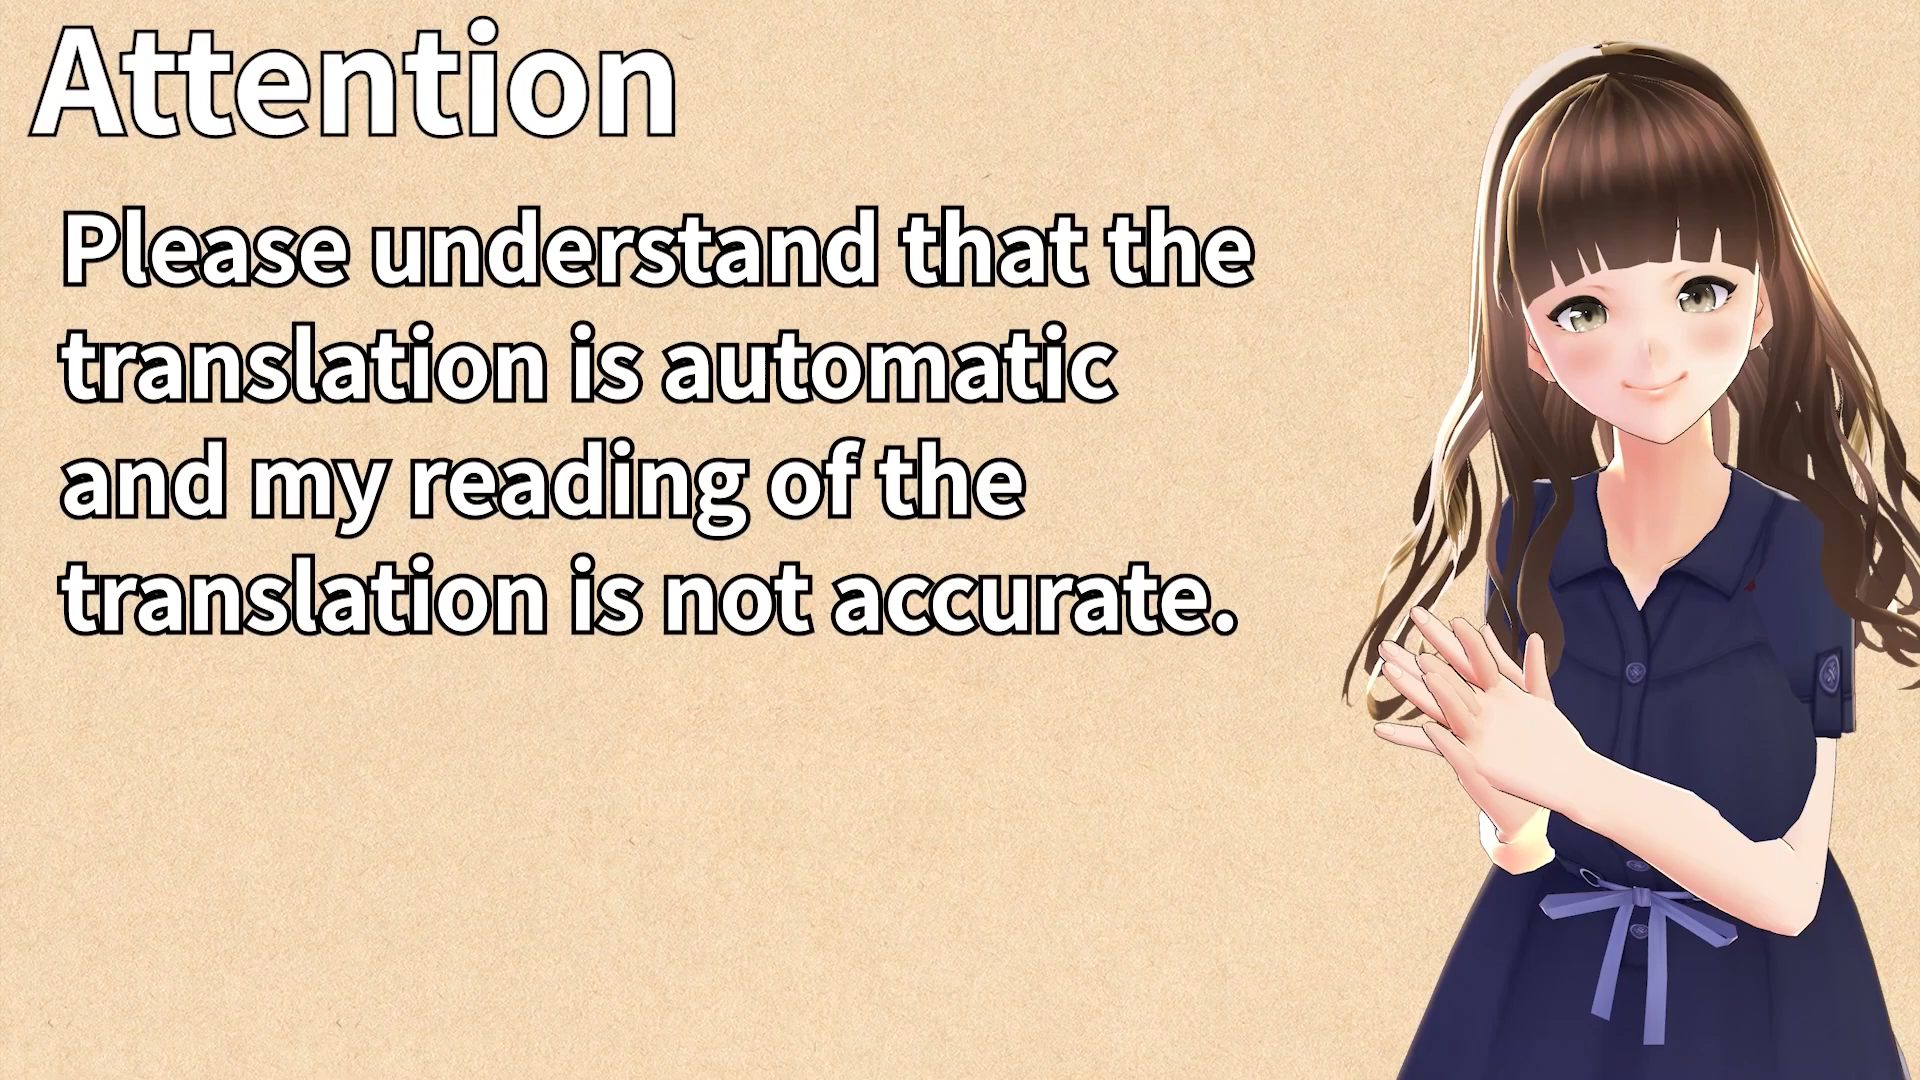 Attention
Please understand that the
translation is automatic
and my reading of the
translation is not accurate.